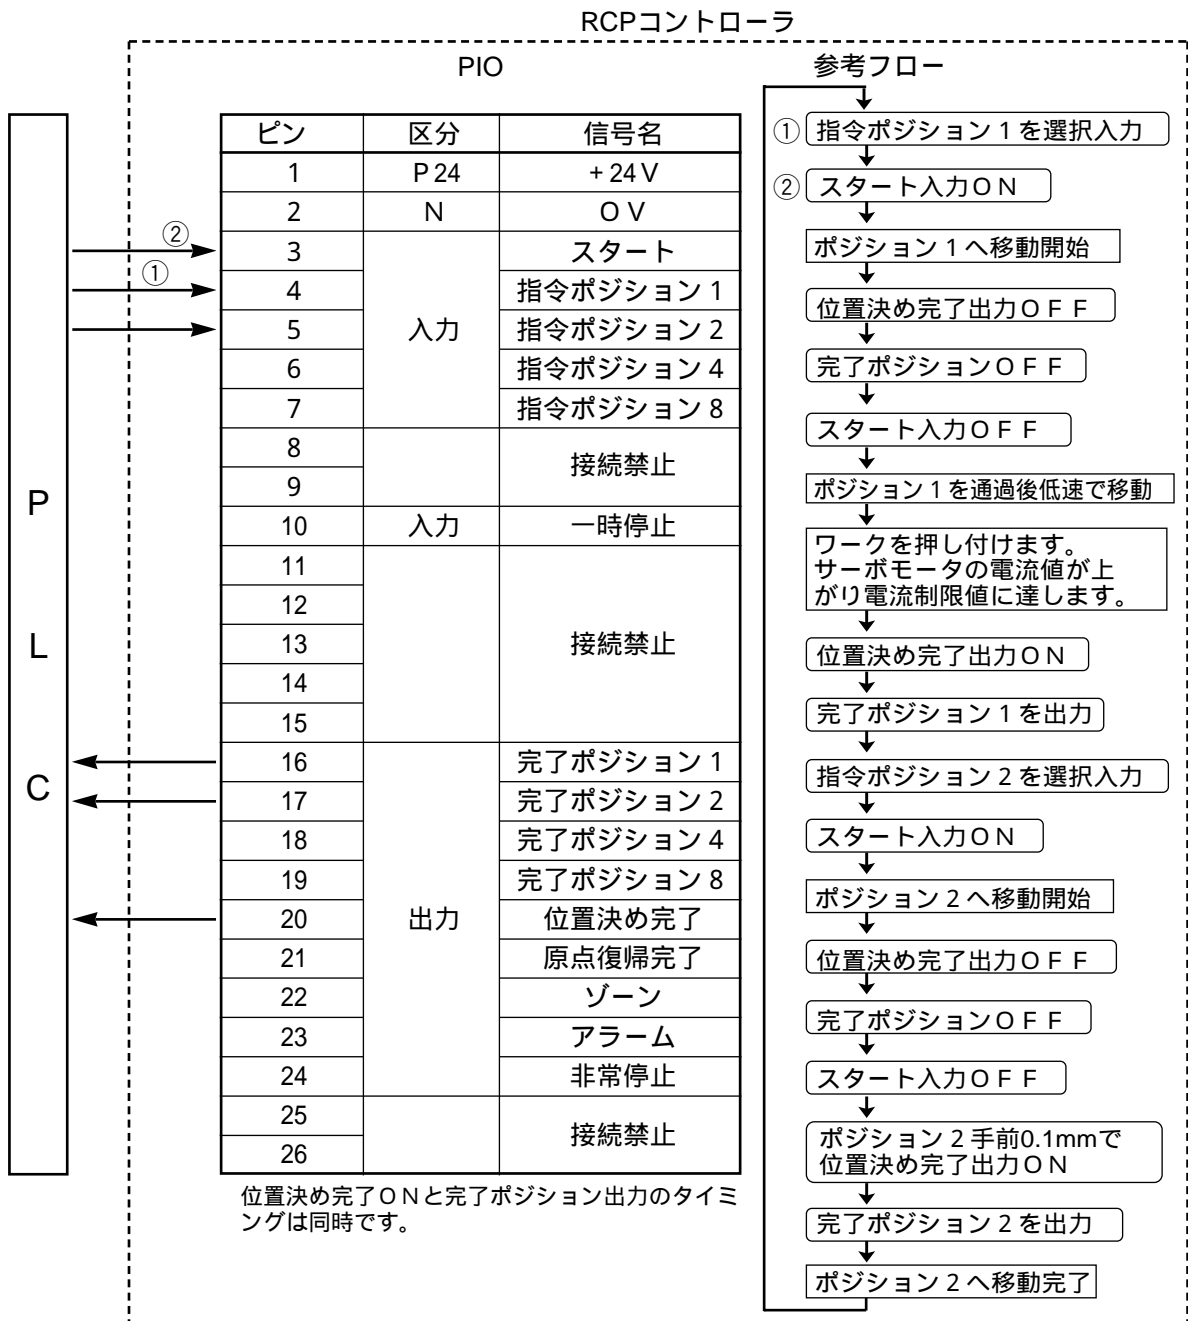 RCPコントローラ
PIO
参考フロー
P
L
C
②
①
ピン 区分 信号名
1 P24 +24V
2 N OV
3 スタート
4 指令ポジション1
5 入力 指令ポジション2
6 指令ポジション4
7 指令ポジション8
8
接続禁止
9
10 入力 一時停止
11
12
13 接続禁止
14
15
16 完了ポジション1
17 完了ポジション2
18 完了ポジション4
19 完了ポジション8
20 出力 位置決め完了
21 原点復帰完了
22 ゾーン
23 アラーム
24 非常停止
25
接続禁止
26
位置決め完了ONと完了ポジション出力のタイミ
ングは同時です。
① 指令ポジション1を選択入力
② スタート入力ON
ポジション1へ移動開始
位置決め完了出力OFF
完了ポジションOFF
スタート入力OFF
ポジション1を通過後低速で移動
ワークを押し付けます。
サーボモータの電流値が上
がり電流制限値に達します。
位置決め完了出力ON
完了ポジション1を出力
指令ポジション2を選択入力
スタート入力ON
ポジション2へ移動開始
位置決め完了出力OFF
完了ポジションOFF
スタート入力OFF
ポジション2手前0.1mmで
位置決め完了出力ON
完了ポジション2を出力
ポジション2へ移動完了